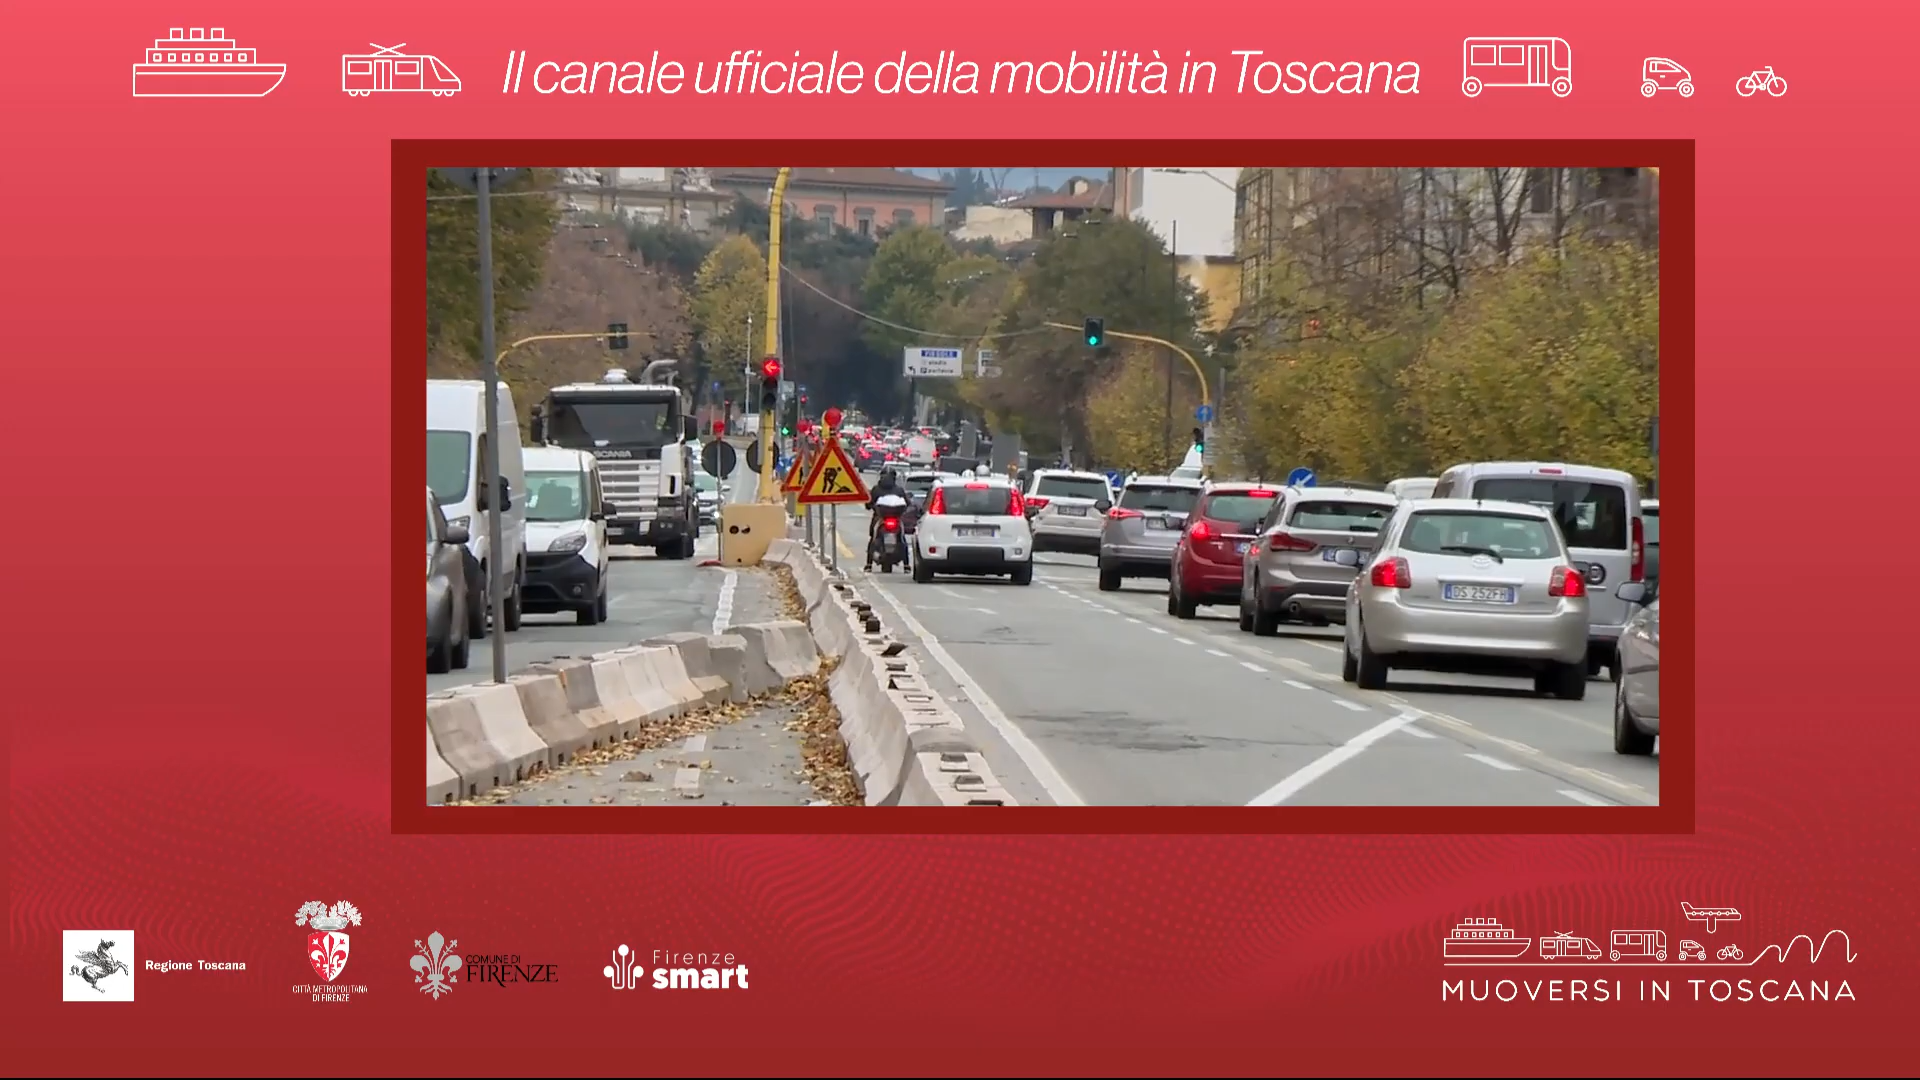 Il canale ufficiale della mobilità in Toscana
SCANIA
DS 252FH
Regione Toscana
CITTÀ METROPOLITANA
DI FIRENZE
COMUNE DI
FIRENZE
Firenze
smart
MUOVERSI IN TOSCANA